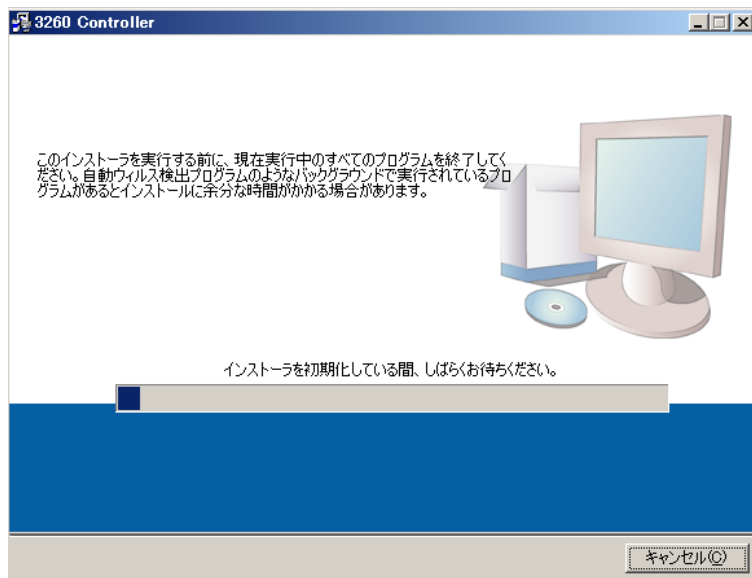 3260 Controller
このインストーラを実行する前に、現在実行中のすべてのプログラムを終了してく
ださい。自動ウィルス検出プログラムのようなバックグラウンドで実行されているプロ
グラムがあるとインストールに余分な時間がかかる場合があります。
インストーラを初期化している間、しばらくお待ちください。
キャンセル(C)